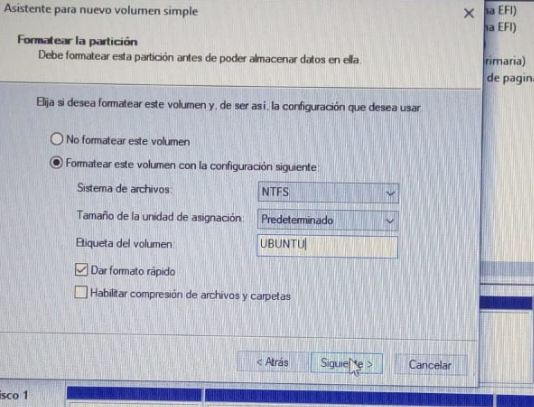 Asistente para nuevo volumen simple
Formatear la partición
Debe formatear esta partición antes de poder almacenar datos en ella.
Elija si desea formatear este volumen y, de ser así, la configuración que desea usar.
No formatear este volumen
Formatear este volumen con la configuración siguiente:
Sistema de archivos: NTFS
Tamaño de la unidad de asignación: Predeterminado
Etiqueta del volumen: UBUNTU
Dar formato rápido
Habilitar compresión de archivos y carpetas
< Atrás Siguiente > Cancelar
EFI)
EFI)
rimaria)
de pagin
isco 1